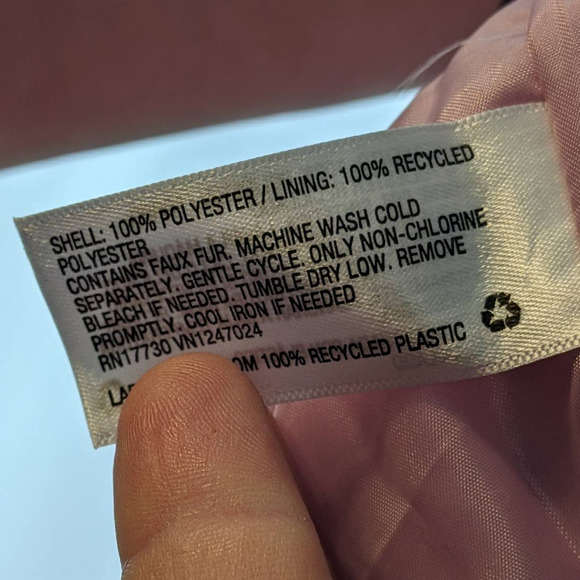 SHELL: 100% POLYESTER / LINING: 100% RECYCLED
POLYESTER
CONTAINS FAUX FUR. MACHINE WASH COLD
SEPARATELY. GENTLE CYCLE. ONLY NON-CHLORINE
BLEACH IF NEEDED. TUMBLE DRY LOW. REMOVE
PROMPTLY. COOL IRON IF NEEDED
RN17730 VN1247024
100% RECYCLED PLASTIC